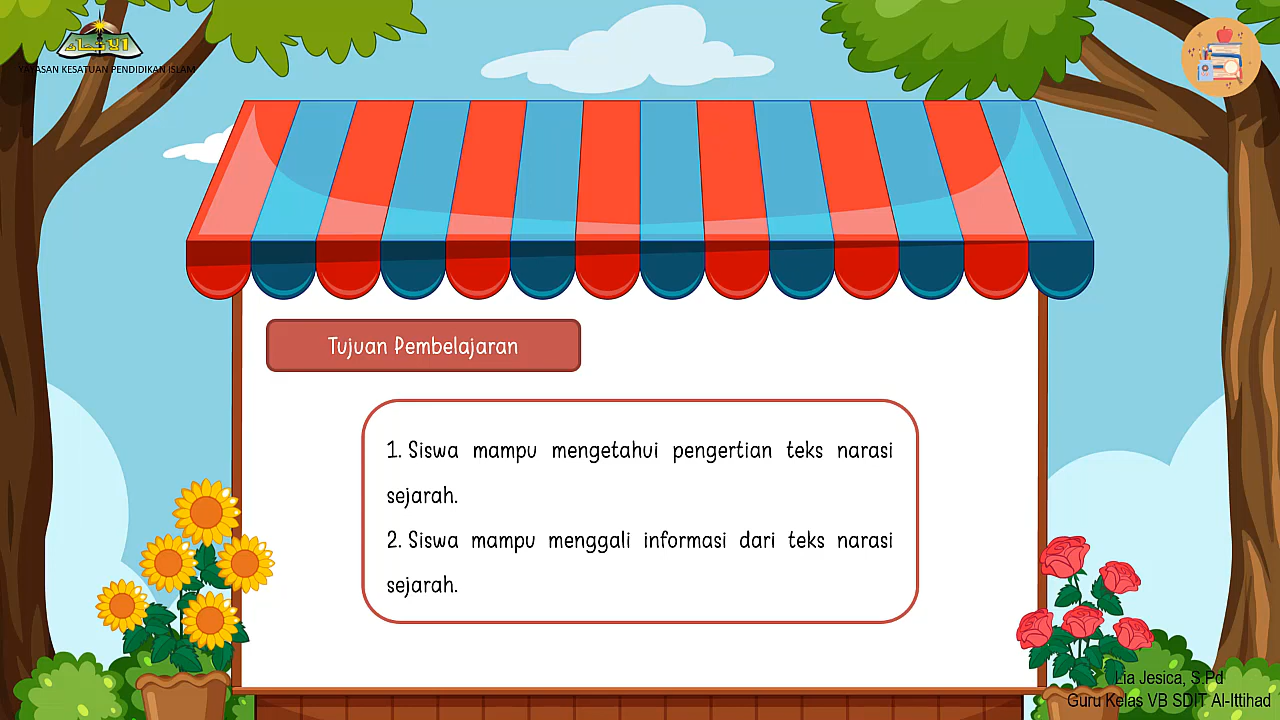 الإتحاد
YAYASAN KESATUAN PENDIDIKAN ISLAM
Tujuan Pembelajaran
1. Siswa mampu mengetahui pengertian teks narasi
sejarah.
2. Siswa mampu menggali informasi dari teks narasi
sejarah.
Lia Jesica, S.Pd
Guru Kelas VB SDIT Al-Ittihad